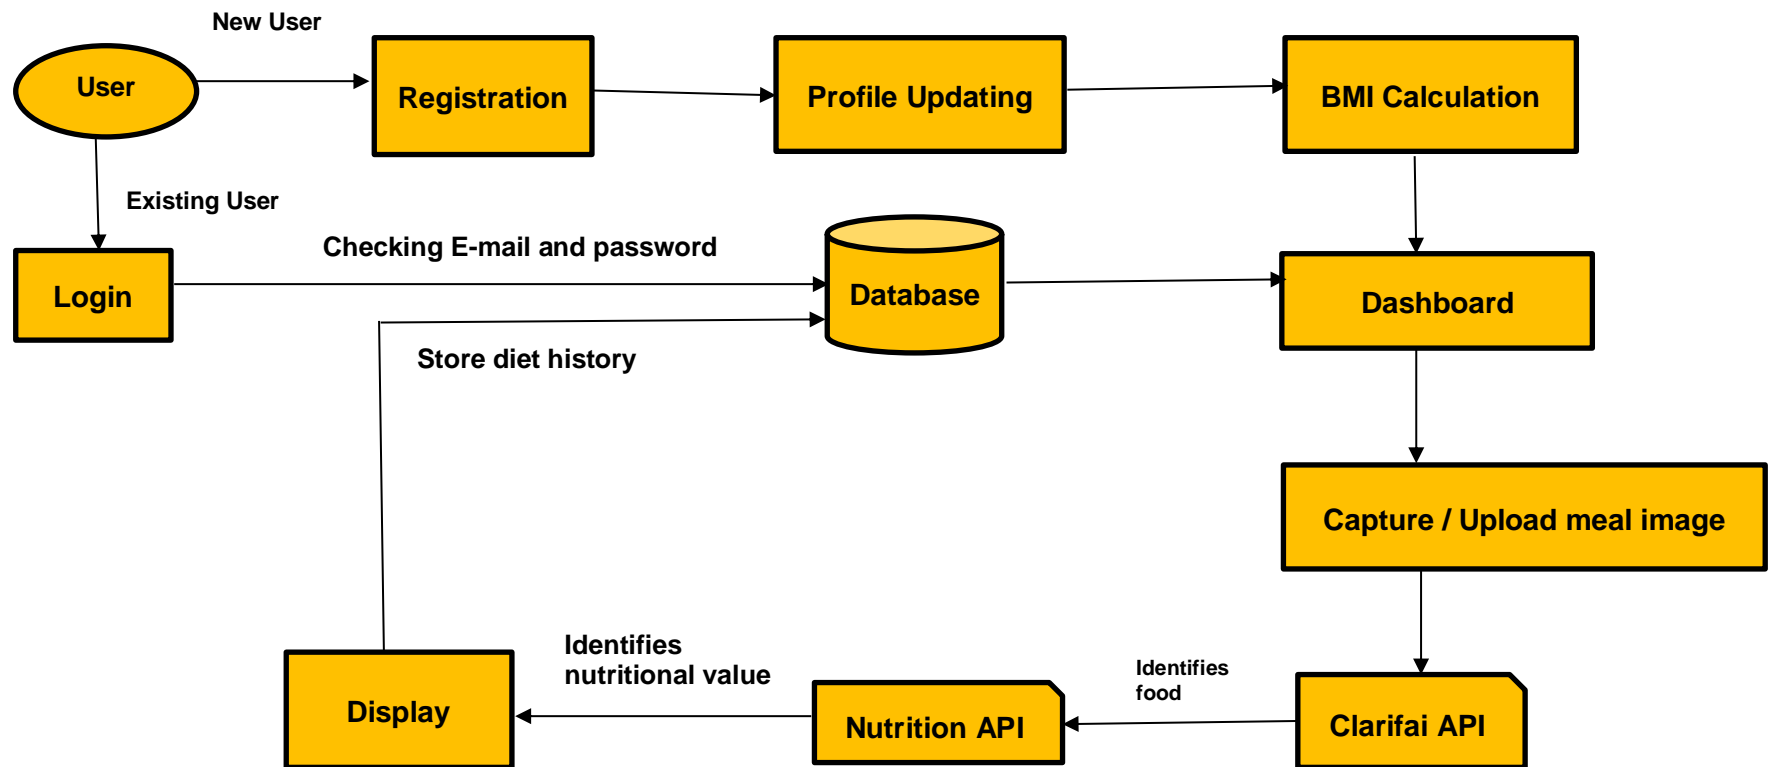 New User
User
Registration
Profile Updating
BMI Calculation
Existing User
Checking E-mail and password
Login
Database
Dashboard
Store diet history
Capture / Upload meal image
Identifies
nutritional value
Identifies
food
Display
Nutrition API
Clarifai API